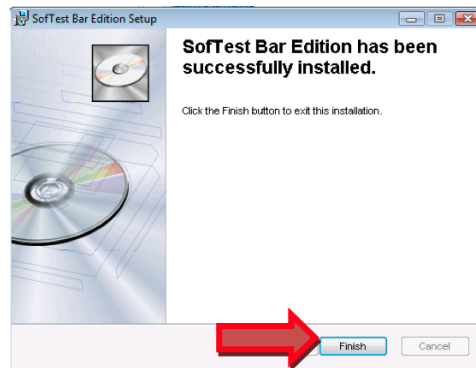 SofTest Bar Edition Setup
SofTest Bar Edition has been
successfully installed.
Click the Finish button to exit this installation.
Finish
Cancel